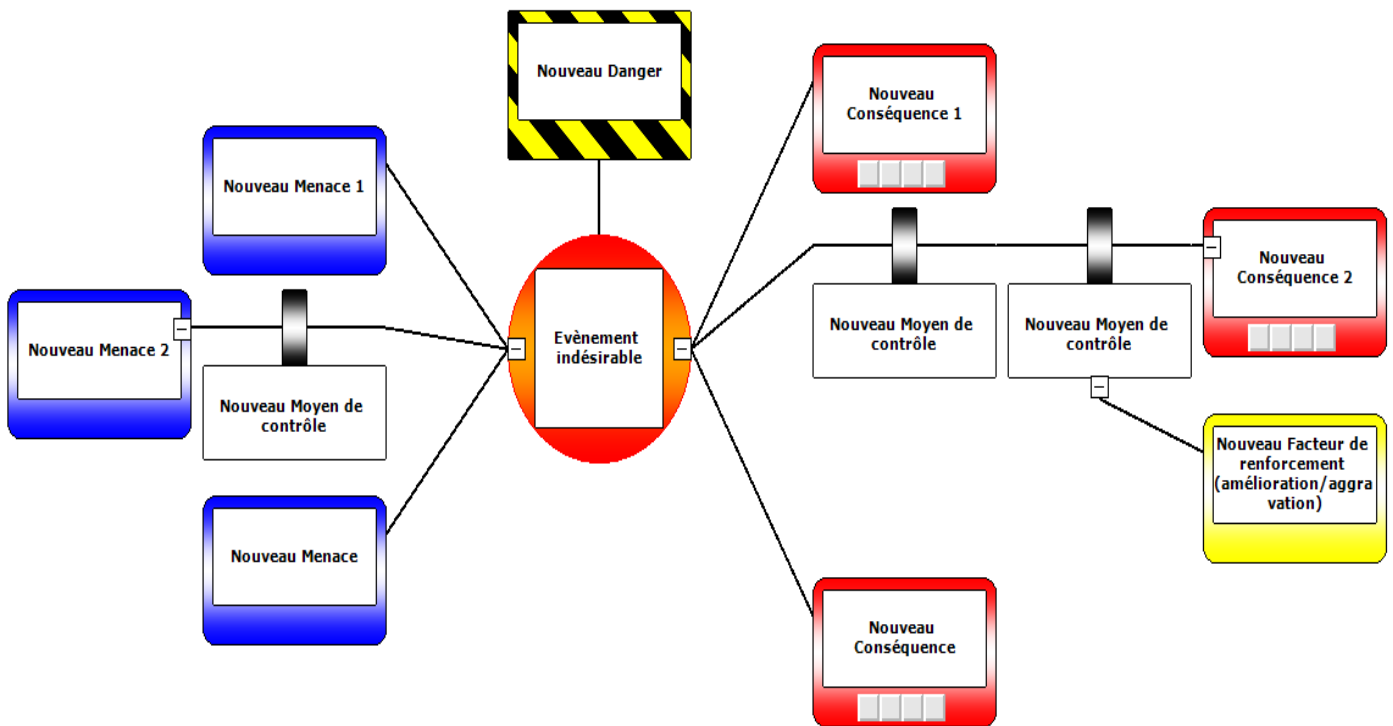 Nouveau Danger
Nouveau
Conséquence 1
Nouveau Menace 1
Nouveau
Conséquence 2
Nouveau Menace 2
Evènement
indésirable
Nouveau Moyen de
contrôle
Nouveau Moyen de
contrôle
Nouveau Moyen de
contrôle
Nouveau Facteur de
renforcement
(amélioration/aggra
vation)
Nouveau Menace
Nouveau
Conséquence